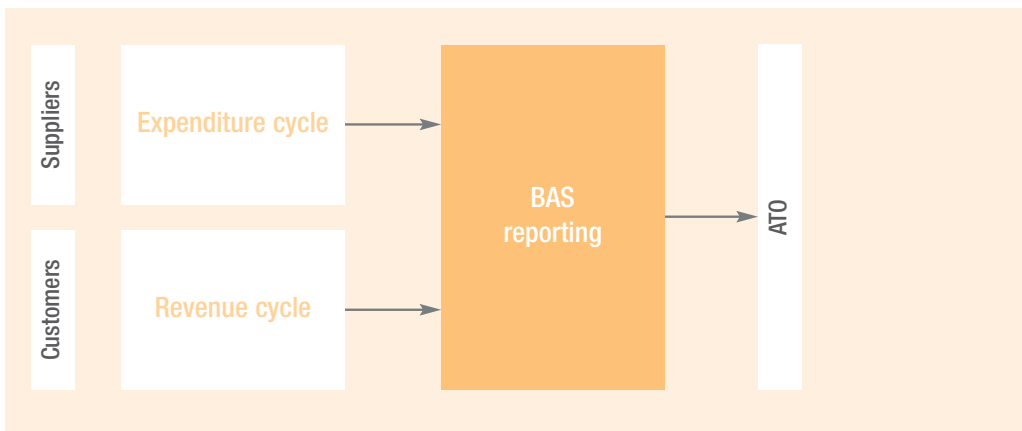 Suppliers
Expenditure cycle
Customers
Revenue cycle
BAS
reporting
ATO